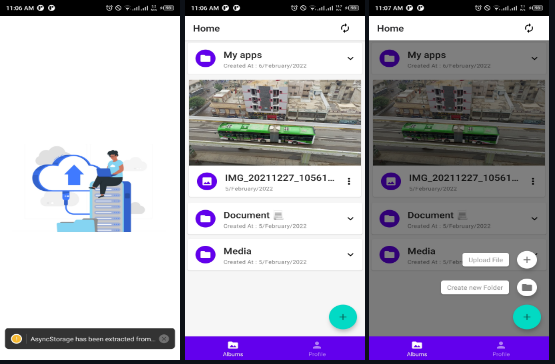 11:06 AM
AsyncStorage has been extracted from...
11:06 AM
Home
My apps
Created At : 6/February/2022
IMG_20211227_10561...
5/February/2022
Document
Created At : 5/February/2022
Media
Created At : 5/February/2022
+
Albums
Profile
11:07 AM
Home
My apps
Created At : 6/February/2022
IMG_20211227_10561...
5/February/2022
Document
Created At : 5/February/2022
Media
Created At : 5/February/2022
Upload File
+
Create new Folder
+
Albums
Profile